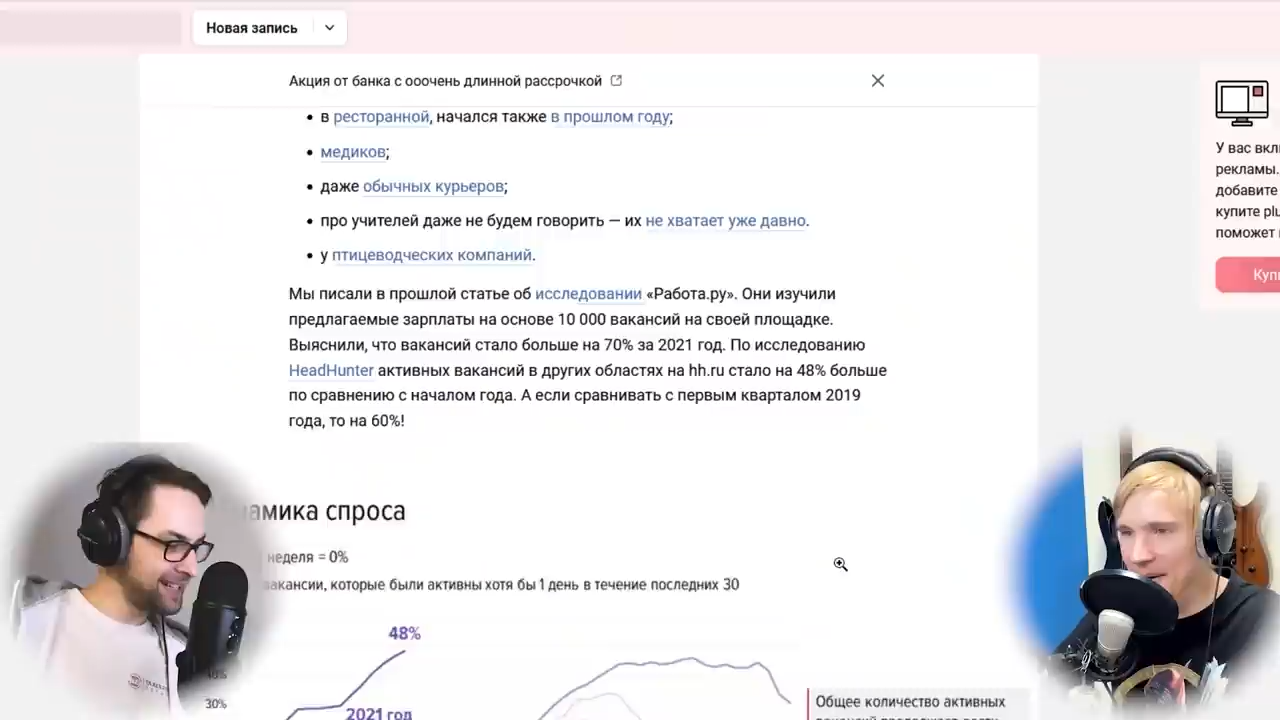 Новая запись
Акция от банка с ооочень длинной рассрочкой
• в ресторанной, начался также в прошлом году;
• медиков;
• даже обычных курьеров;
• про учителей даже не будем говорить — их не хватает уже давно.
• у птицеводческих компаний.
Мы писали в прошлой статье об исследовании «Работа.ру». Они изучили
предлагаемые зарплаты на основе 10 000 вакансий на своей площадке.
Выяснили, что вакансий стало больше на 70% за 2021 год. По исследованию
HeadHunter активных вакансий в других областях на hh.ru стало на 48% больше
по сравнению с началом года. А если сравнивать с первым кварталом 2019
года, то на 60%!
спроса
неделя = 0%
которые были активны хотя бы 1 день в течение последних 30
48%
30%
2021 год
Общее количество активных
У вас
рекламы.
добавите
купите
поможет